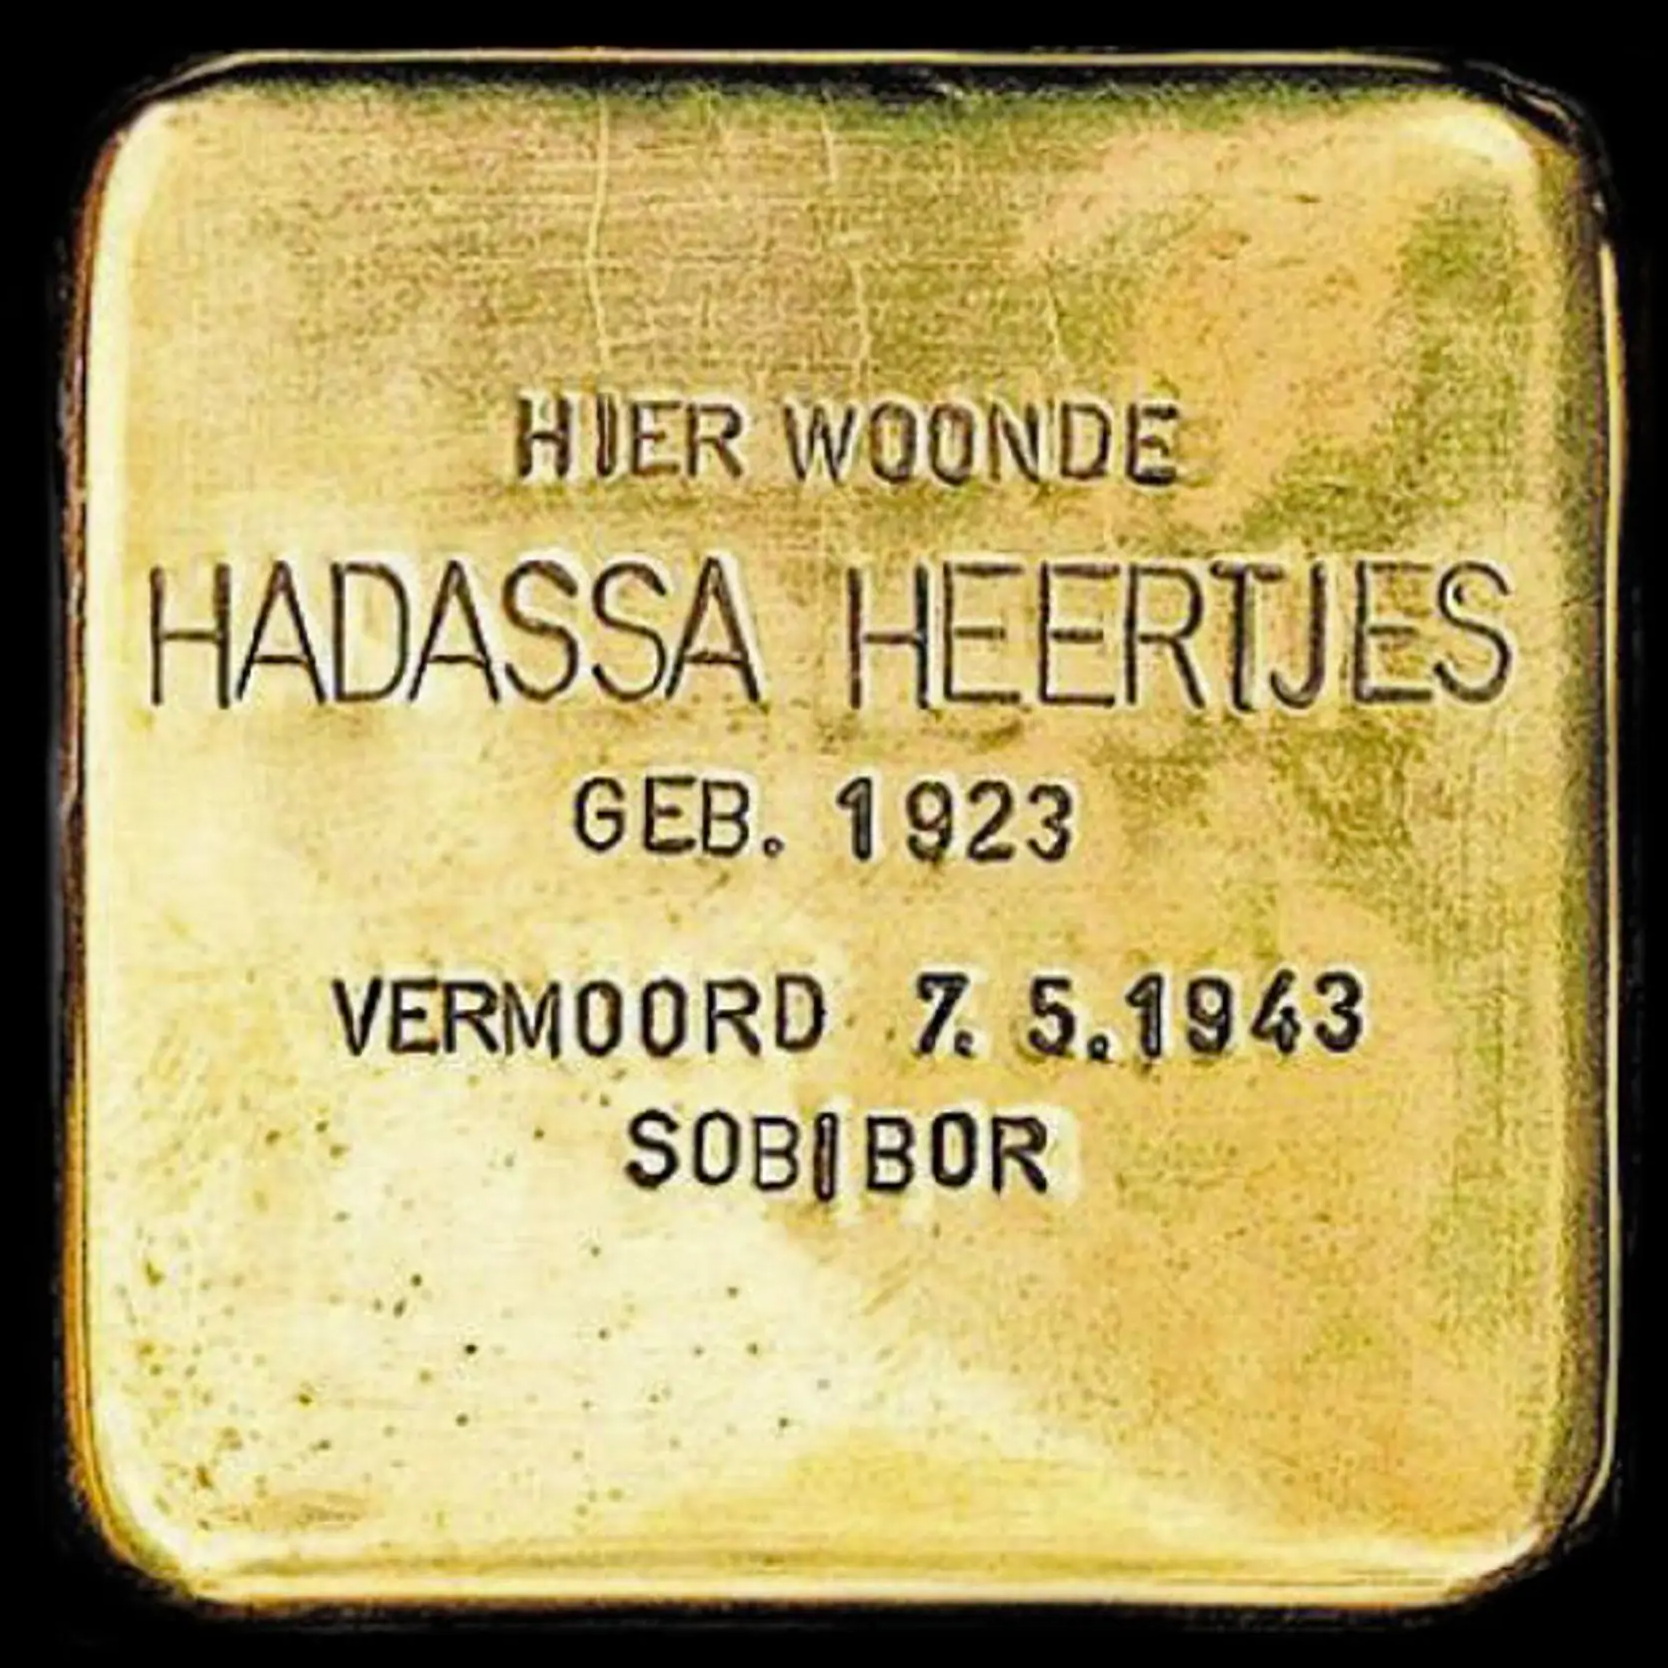 HIER WOONDE
HADASSA HEERTJES
GEB. 1923
VERMOORD 7. 5.1943
SOBIBOR